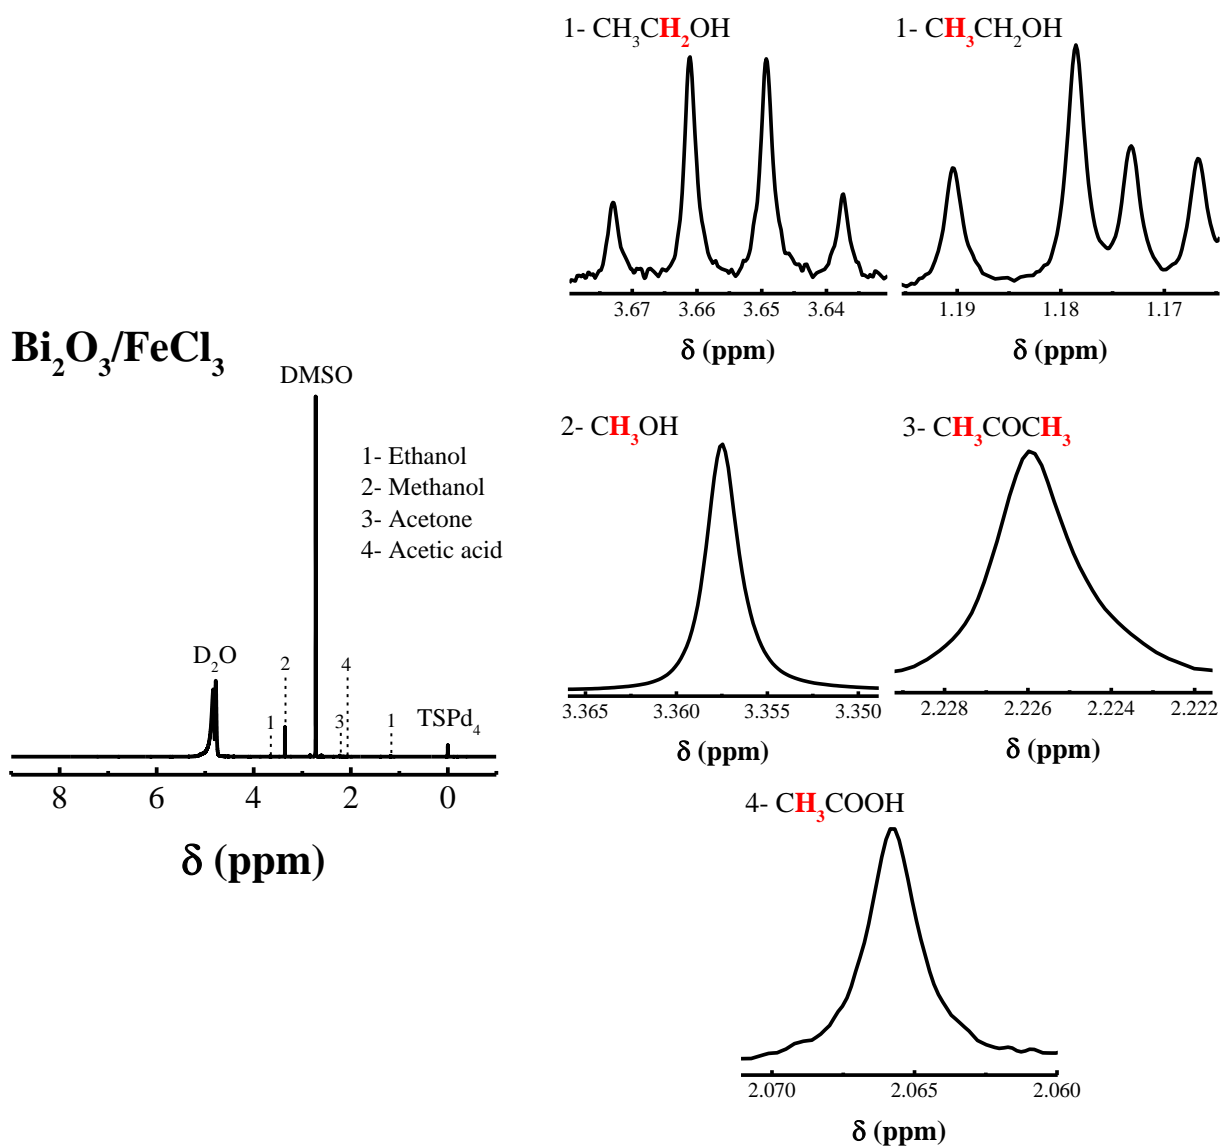 1- CH₃CH₂OH
3.67 3.66 3.65 3.64
δ (ppm)
1- CH₃CH₂OH
1.19 1.18 1.17
δ (ppm)
Bi₂O₃/FeCl₃
DMSO
1- Ethanol
2- Methanol
3- Acetone
4- Acetic acid
D₂O
2
4
1
3
1
TSPd₄
8 6 4 2 0
δ (ppm)
2- CH₃OH
3.365 3.360 3.355 3.350
δ (ppm)
3- CH₃COCH₃
2.228 2.226 2.224 2.222
δ (ppm)
4- CH₃COOH
2.070 2.065 2.060
δ (ppm)